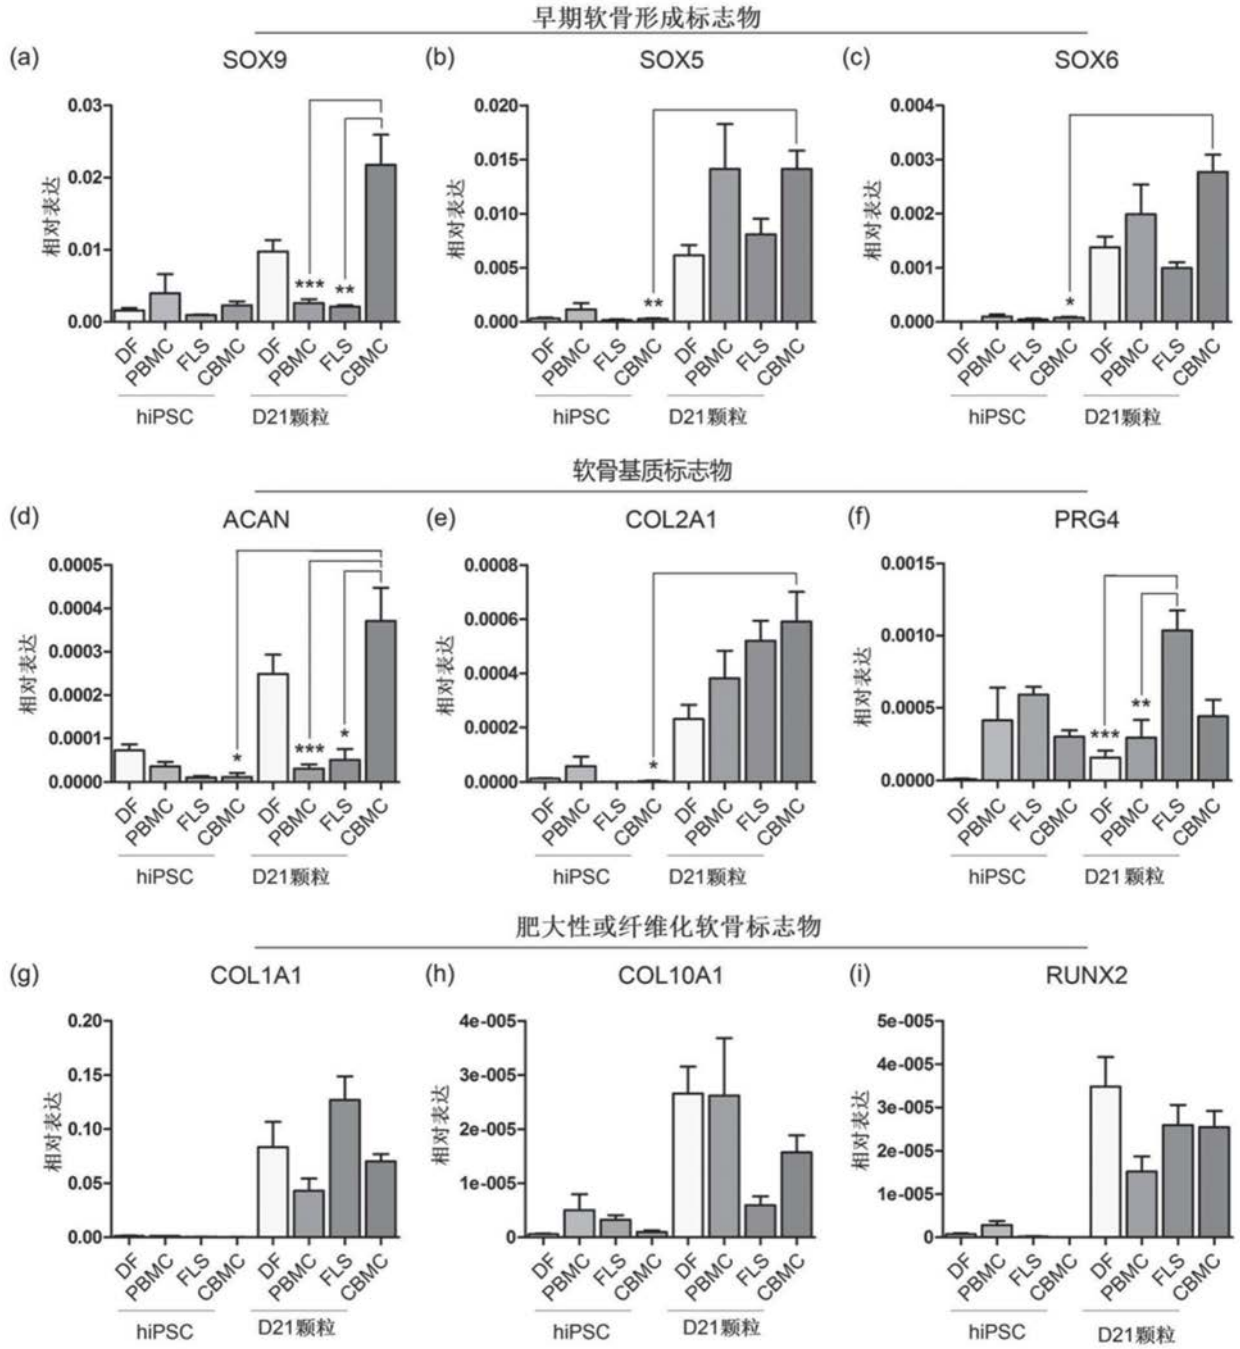 早期软骨形成标志物
(a) SOX9 (b) SOX5 (c) SOX6
相对表达 相对表达 相对表达
0.03 0.020 0.004
0.02 0.015 0.003
0.01 0.010 0.002
0.00 0.005 0.001
0.000 0.000
*** ** ** *
DF PBMC FLS CBMC DF PBMC FLS CBMC DF PBMC FLS CBMC DF PBMC FLS CBMC DF PBMC FLS CBMC DF PBMC FLS CBMC
hiPSC D21颗粒 hiPSC D21颗粒 hiPSC D21颗粒
软骨基质标志物
(d) ACAN (e) COL2A1 (f) PRG4
相对表达 相对表达 相对表达
0.0005 0.0008 0.0015
0.0004 0.0006 0.0010
0.0003 0.0004 0.0005
0.0002 0.0002 0.0000
0.0001 0.0000
0.0000
* *** * * *** **
DF PBMC FLS CBMC DF PBMC FLS CBMC DF PBMC FLS CBMC DF PBMC FLS CBMC DF PBMC FLS CBMC DF PBMC FLS CBMC
hiPSC D21颗粒 hiPSC D21颗粒 hiPSC D21颗粒
肥大性或纤维化软骨标志物
(g) COL1A1 (h) COL10A1 (i) RUNX2
相对表达 相对表达 相对表达
0.20 4e-005 5e-005
0.15 3e-005 4e-005
0.10 2e-005 3e-005
0.05 1e-005 2e-005
0.00 0 1e-005
0
DF PBMC FLS CBMC DF PBMC FLS CBMC DF PBMC FLS CBMC DF PBMC FLS CBMC DF PBMC FLS CBMC DF PBMC FLS CBMC
hiPSC D21颗粒 hiPSC D21颗粒 hiPSC D21颗粒